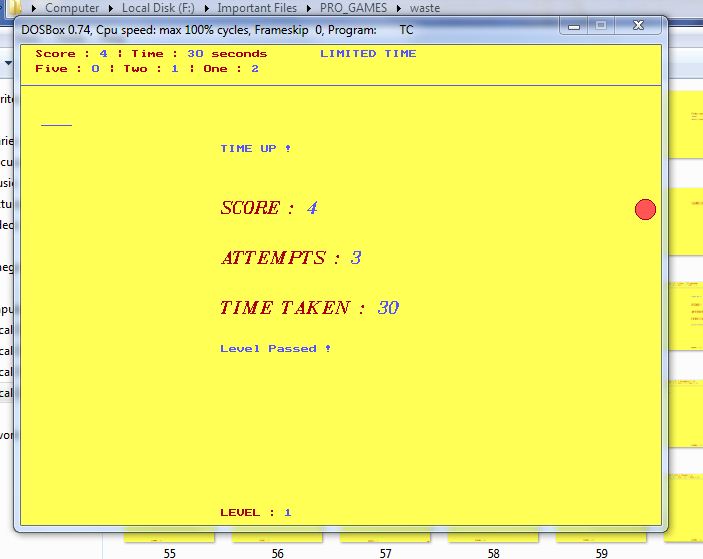 Computer Local Disk (F:) Important Files PRO_GAMES waste
DOSBox 0.74, Cpu speed: max 100% cycles, Frameskip 0, Program: TC
Score : 4 ¦ Time : 30 seconds LIMITED TIME
Five : 0 ¦ Two : 1 ¦ One : 2
TIME UP !
SCORE : 4
ATTEMPTS : 3
TIME TAKEN : 30
Level Passed !
LEVEL : 1
55 56 57 58 59